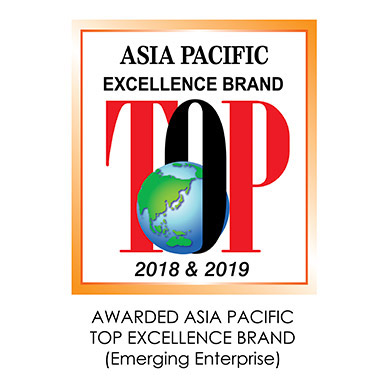 ASIA PACIFIC
EXCELLENCE BRAND
TOP
2018 & 2019
AWARDED ASIA PACIFIC
TOP EXCELLENCE BRAND
(Emerging Enterprise)